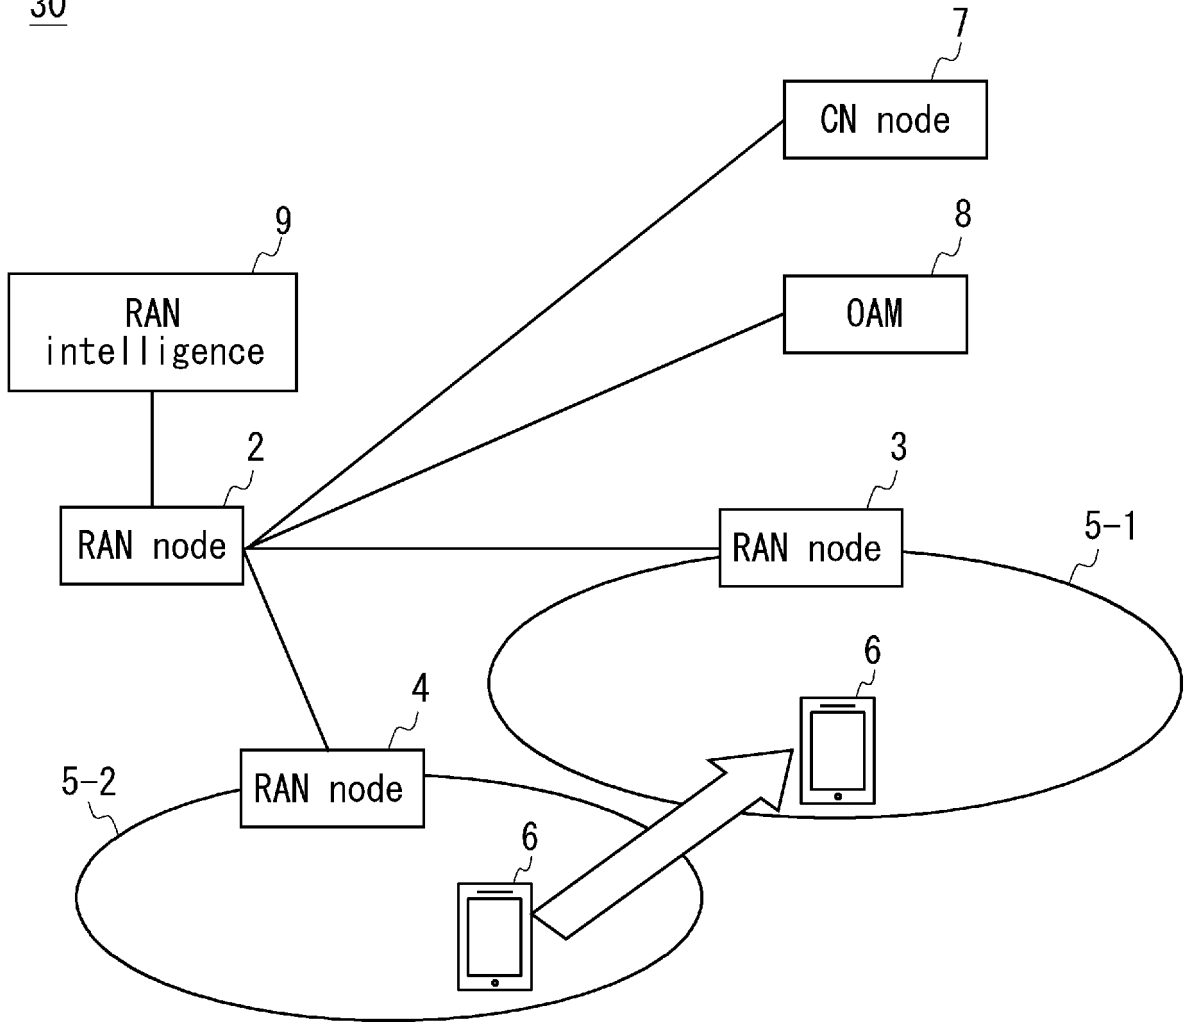 30
7
CN node
9
8
RAN
intelligence
OAM
2
3
RAN node
RAN node
5-1
4
6
5-2
RAN node
6